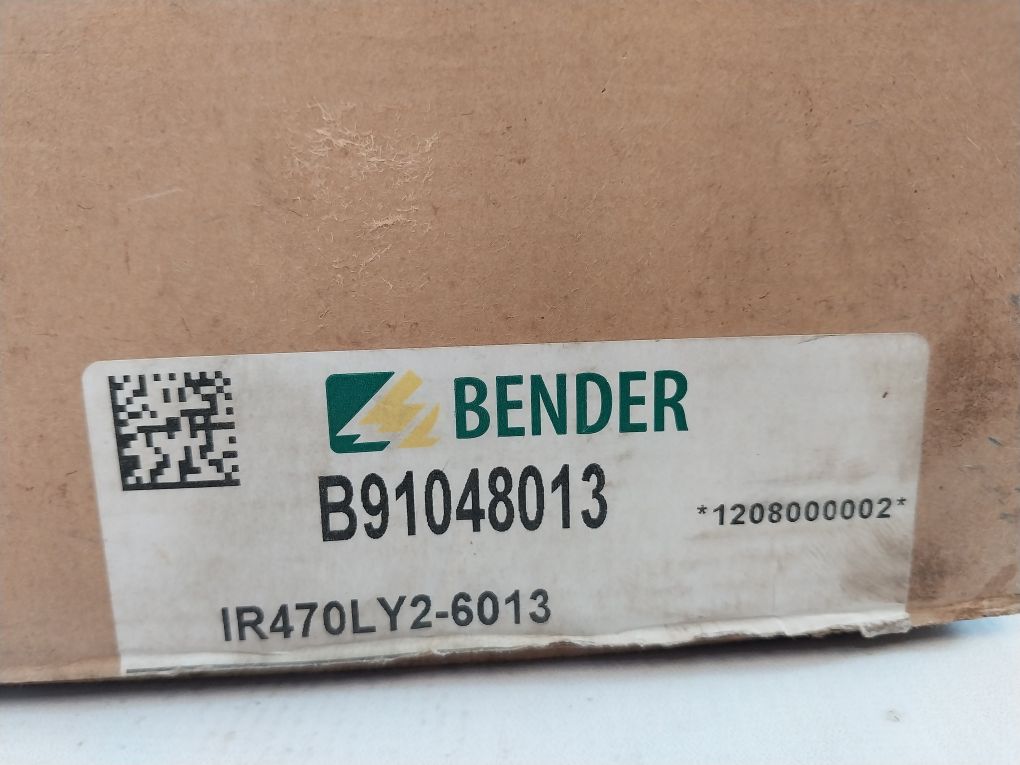 BENDER
B91048013
*1208000002*
IR470LY2-6013